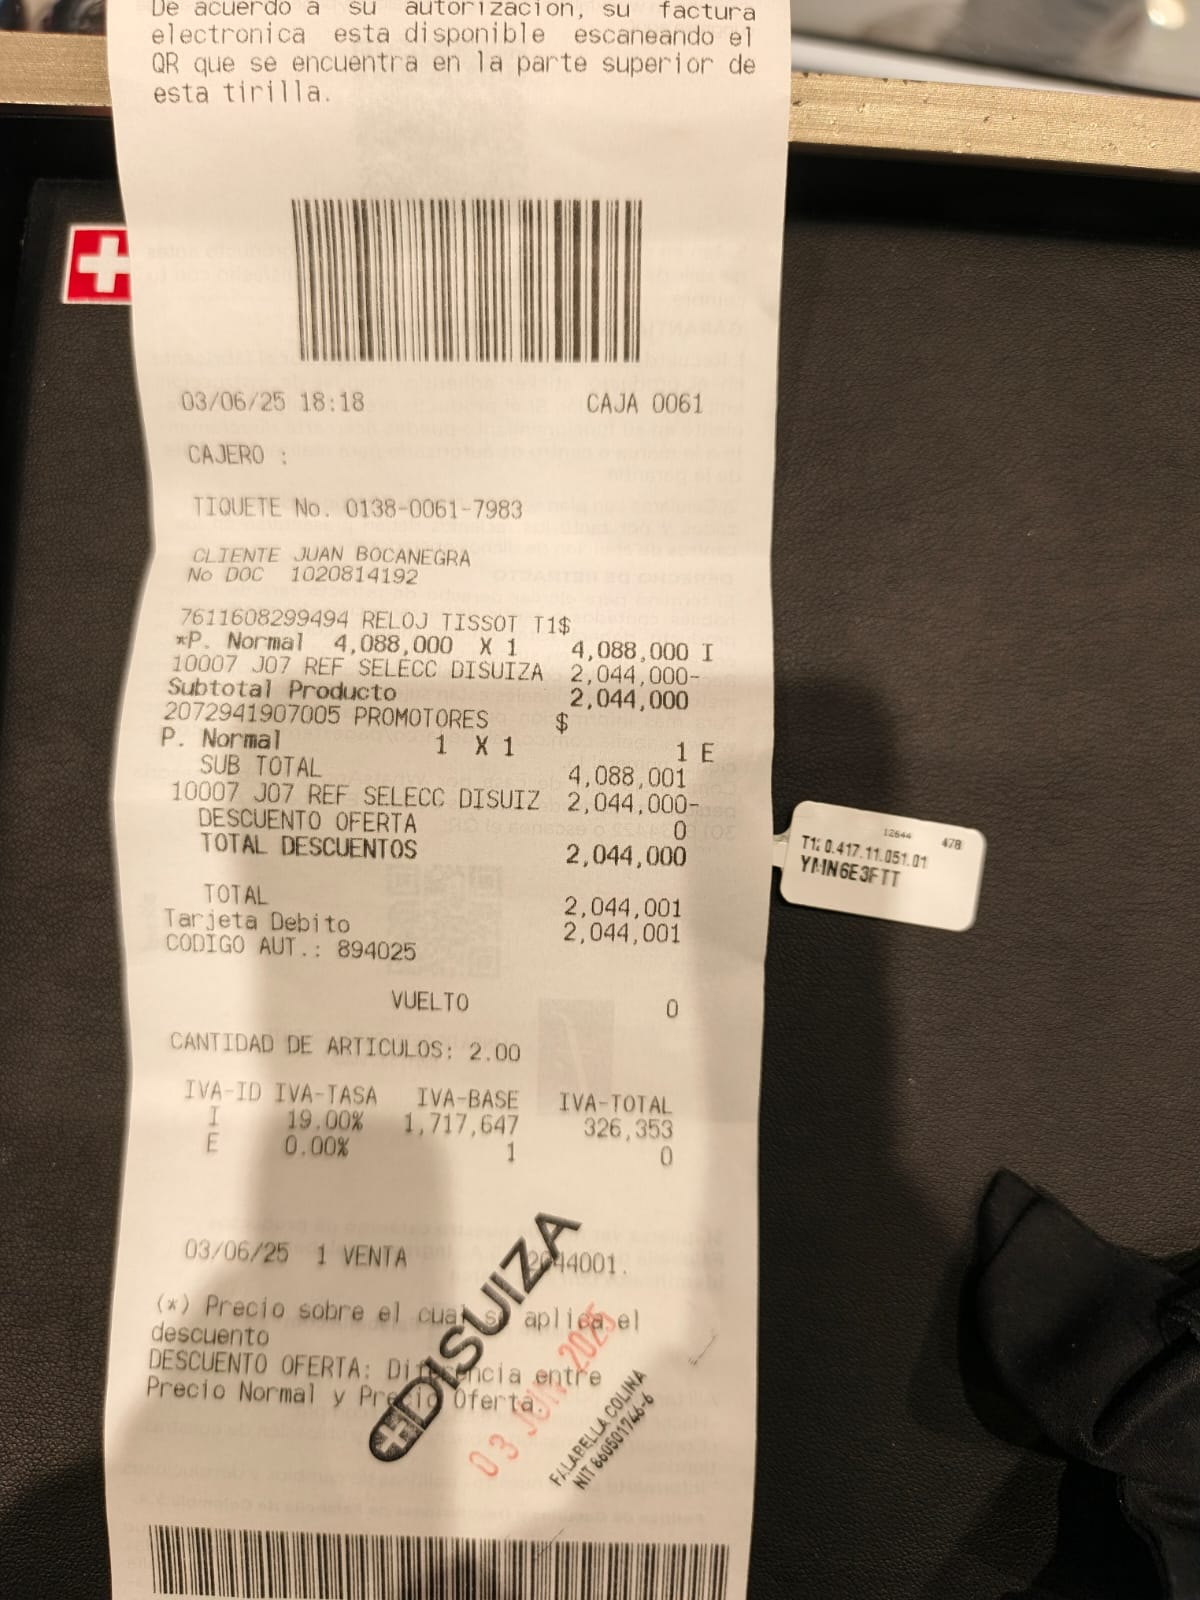 De acuerdo a su autorizacion, su factura
electronica esta disponible escaneando el
QR que se encuentra en la parte superior de
esta tirilla.
03/06/25 18:18 CAJA 0061
CAJERO :
TIQUETE No. 0138-0061-7983
CLIENTE JUAN BOCANEGRA
No DOC 1020814192
7611608299494 RELOJ TISSOT T1$
*P. Normal 4,088,000 X 1 4,088,000 I
10007 J07 REF SELECC DISUIZA 2,044,000-
Subtotal Producto 2,044,000
2072941907005 PROMOTORES $
P. Normal 1 X 1 1 E
SUB TOTAL 4,088,001
10007 J07 REF SELECC DISUIZ 2,044,000-
DESCUENTO OFERTA 0
TOTAL DESCUENTOS 2,044,000
TOTAL 2,044,001
Tarjeta Debito 2,044,001
CODIGO AUT.: 894025
VUELTO 0
CANTIDAD DE ARTICULOS: 2.00
IVA-ID IVA-TASA IVA-BASE IVA-TOTAL
I 19.00% 1,717,647 326,353
E 0.00% 1 0
03/06/25 1 VENTA 2044001.
(*) Precio sobre el cual se aplica el
descuento
DESCUENTO OFERTA: Diferencia entre
Precio Normal y Precio Oferta.
DISUIZA
03 JUN 2025
FALABELLA COLINA
12644 478
YMN6E3FTT